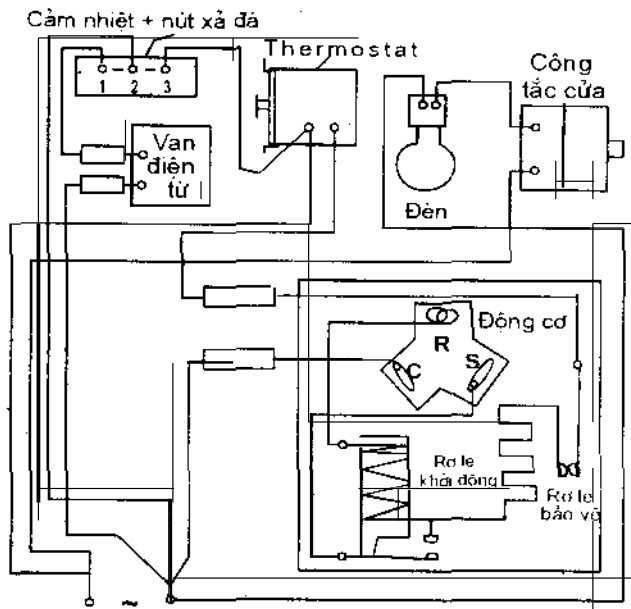 Cảm nhiệt + nút xả đá
Thermostat
1 2 3
Van
điện
từ
Công
tắc cửa
Đèn
Động cơ
R
C
S
Rơ le
khởi động
Rơ le
bảo vệ
~